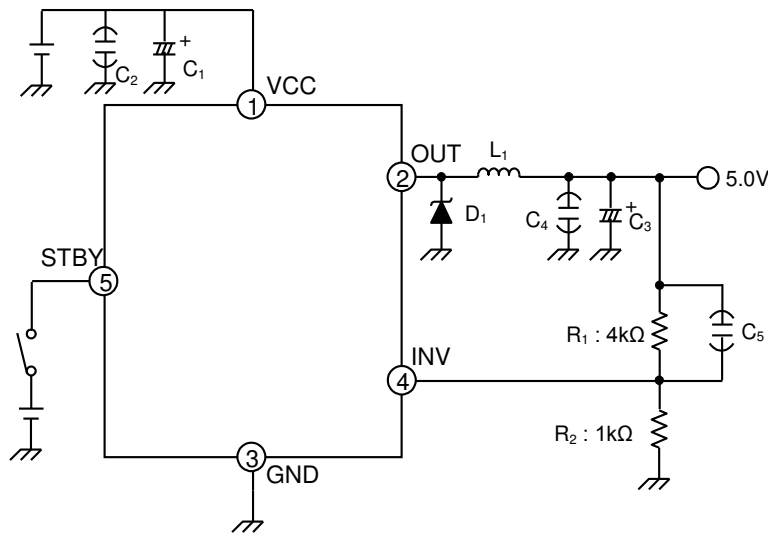 +
C2
C1
VCC
1
OUT
2
L1
5.0V
D1
C4
+
C3
STBY
5
R1 : 4kΩ
C5
INV
4
R2 : 1kΩ
3
GND